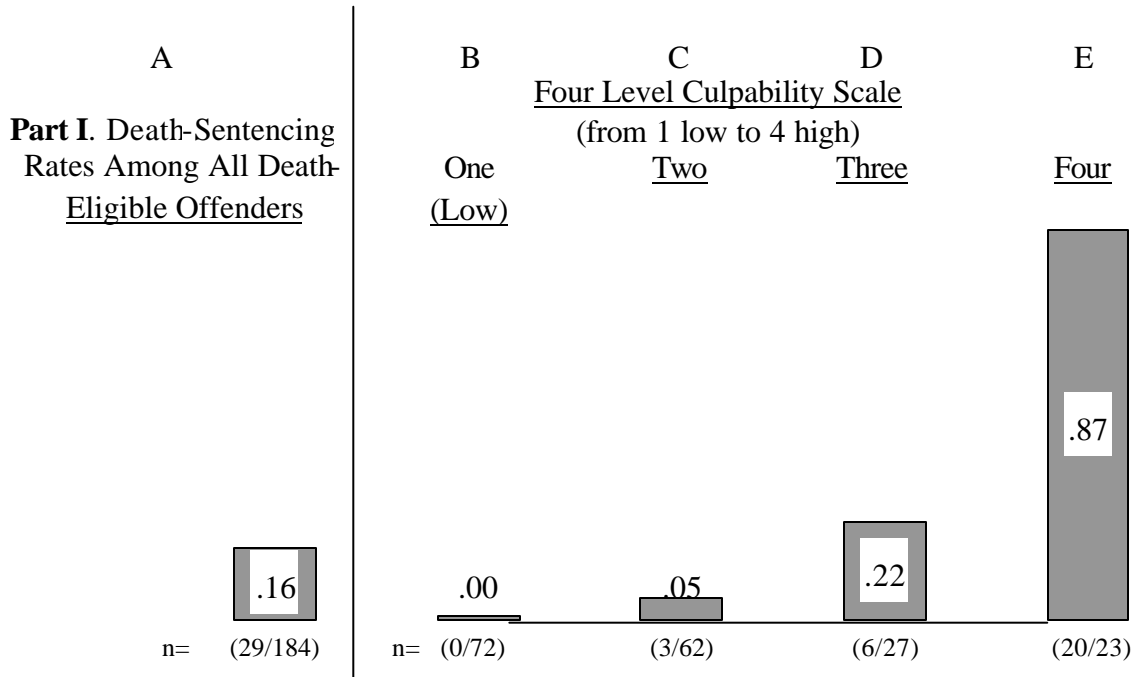 A
B
C
D
E
Part I. Death-Sentencing
Rates Among All Death-
Eligible Offenders
Four Level Culpability Scale
(from 1 low to 4 high)
One
(Low)
Two
Three
Four
.16
.00
.05
.22
.87
n= (29/184)
n= (0/72)
(3/62)
(6/27)
(20/23)